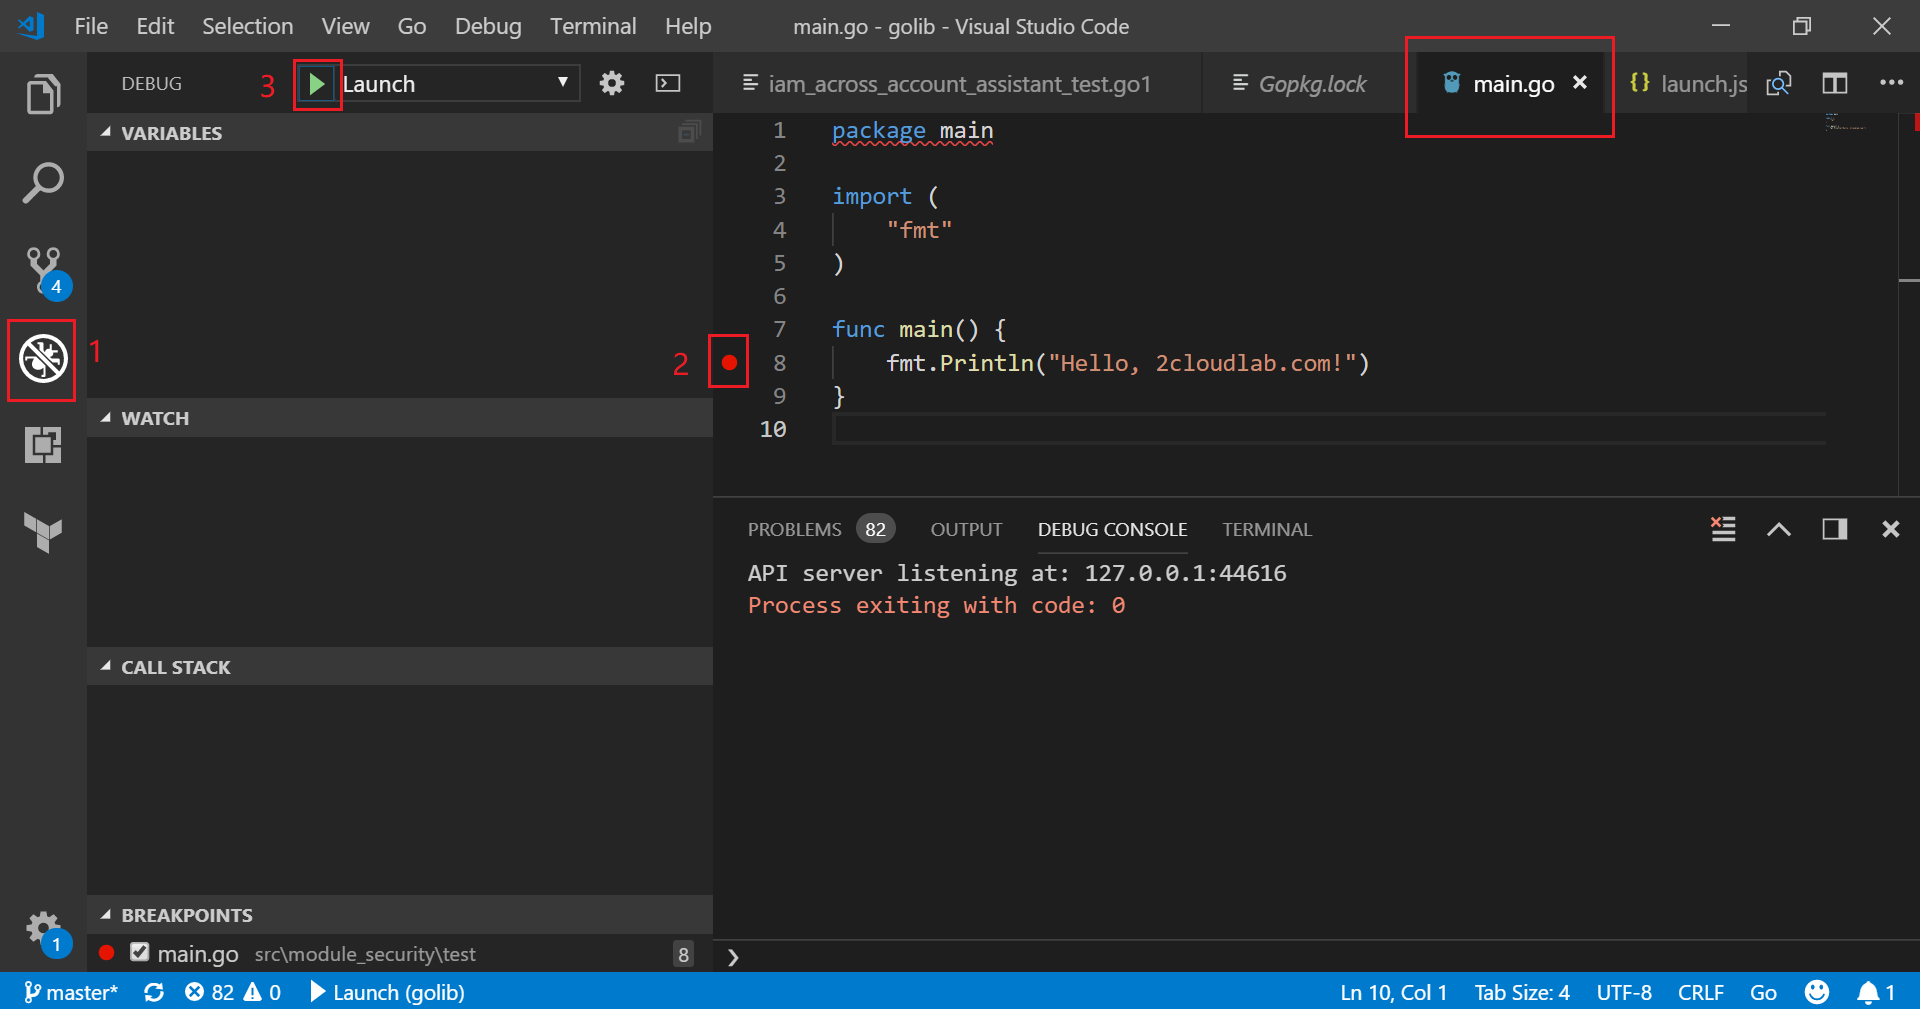 File Edit Selection View Go Debug Terminal Help main.go - golib - Visual Studio Code
DEBUG 3 Launch
iam_across_account_assistant_test.go1 Gopkg.lock main.go {} launch.js
VARIABLES
1 package main
2
3 import (
4 "fmt"
5 )
6
7 func main() {
8 fmt.Println("Hello, 2cloudlab.com!")
9 }
10
4
1
2
WATCH
CALL STACK
BREAKPOINTS
main.go src\module_security\test 8
1
PROBLEMS 82 OUTPUT DEBUG CONSOLE TERMINAL
API server listening at: 127.0.0.1:44616
Process exiting with code: 0
master* 82 0 Launch (golib) Ln 10, Col 1 Tab Size: 4 UTF-8 CRLF Go 1